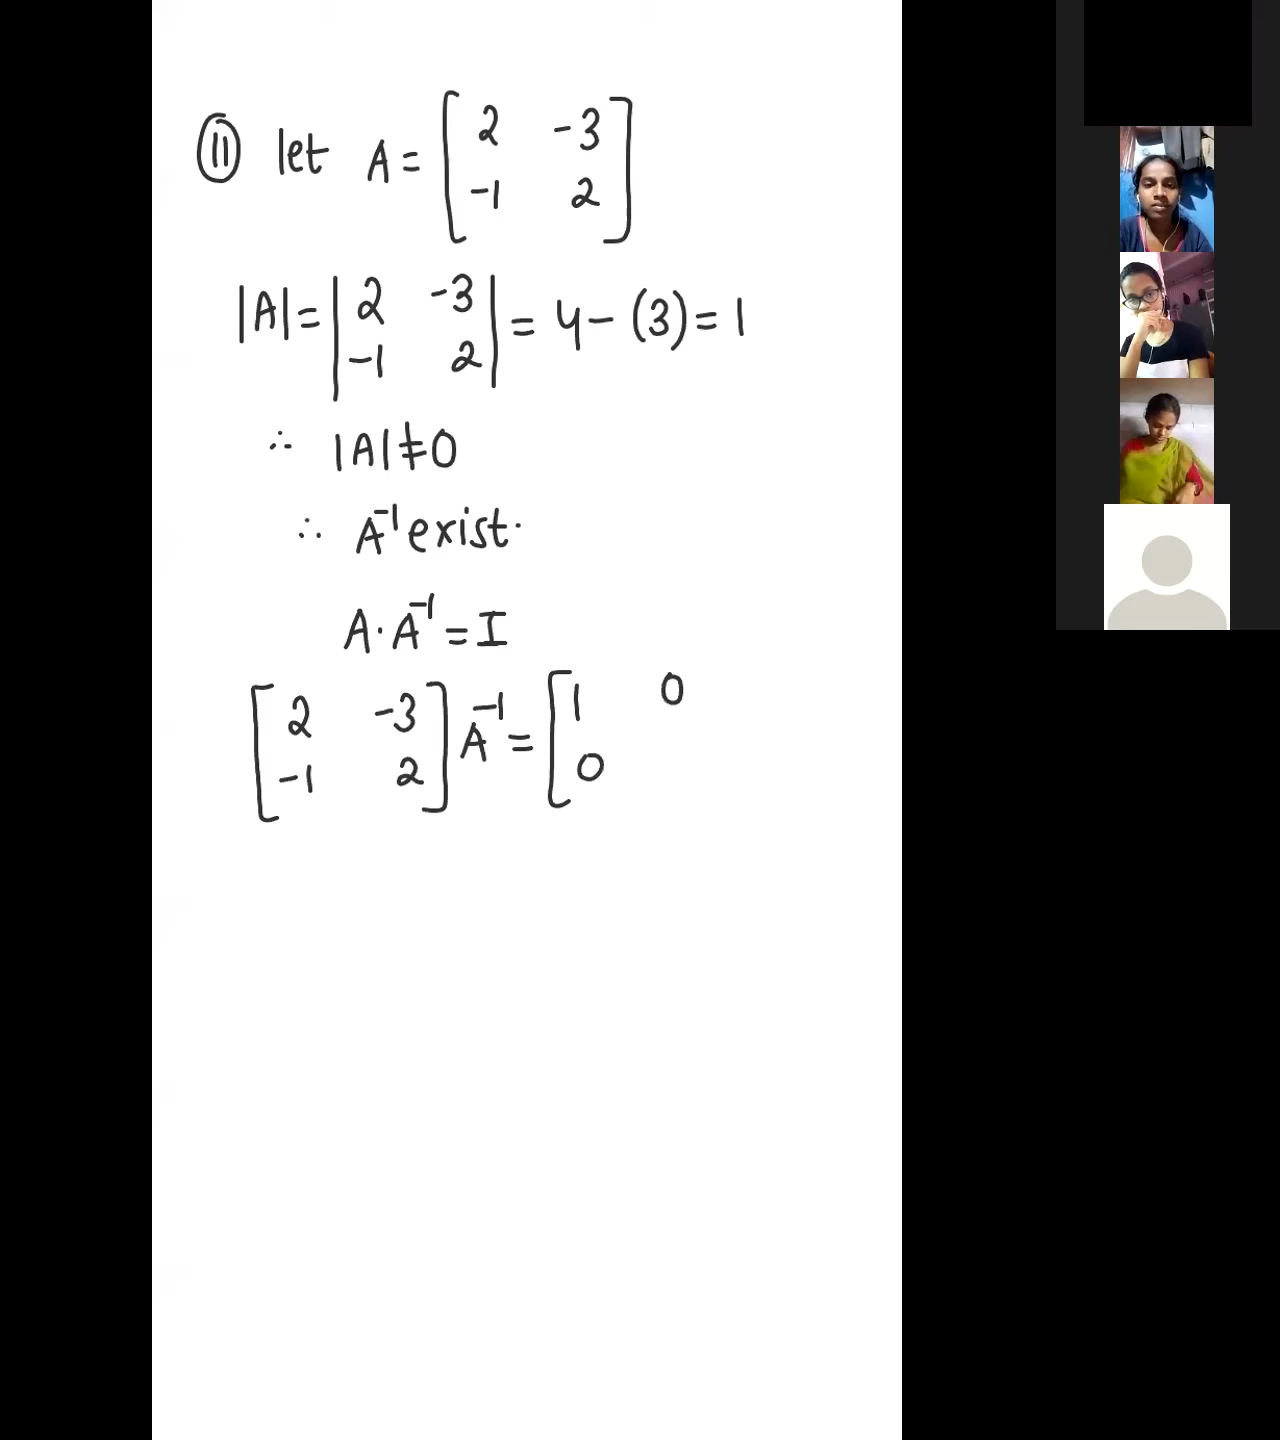 ⑪ let A = [ 2 -3
-1 2 ]
|A| = | 2 -3
-1 2 | = 4 - (3) = 1
∴ |A| ≠ 0
∴ A⁻¹ exist.
A · A⁻¹ = I
[ 2 -3
-1 2 ] A⁻¹ = [ 1 0
0